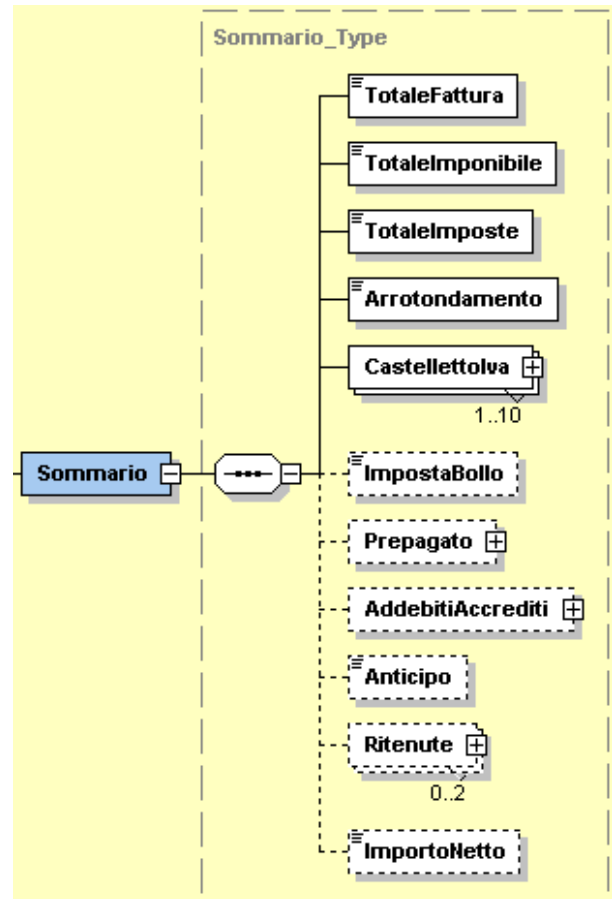 Sommario_Type
TotaleFattura
TotaleImponibile
TotaleImposte
Arrotondamento
CastellettoIva
1..10
Sommario
ImpostaBollo
Prepagato
AddebitiAccrediti
Anticipo
Ritenute
0..2
ImportoNetto